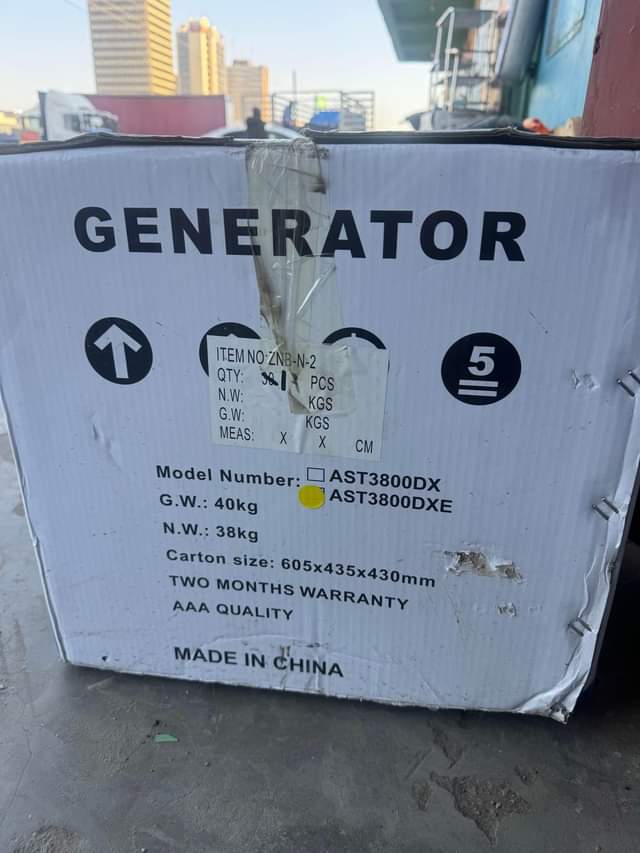 GENERATOR
5
ITEM NO:ZNB-N-2
QTY: PCS
N.W: KGS
G.W: KGS
MEAS: X X CM
Model Number: AST3800DX
AST3800DXE
G.W.: 40kg
N.W.: 38kg
Carton size: 605x435x430mm
TWO MONTHS WARRANTY
AAA QUALITY
MADE IN CHINA